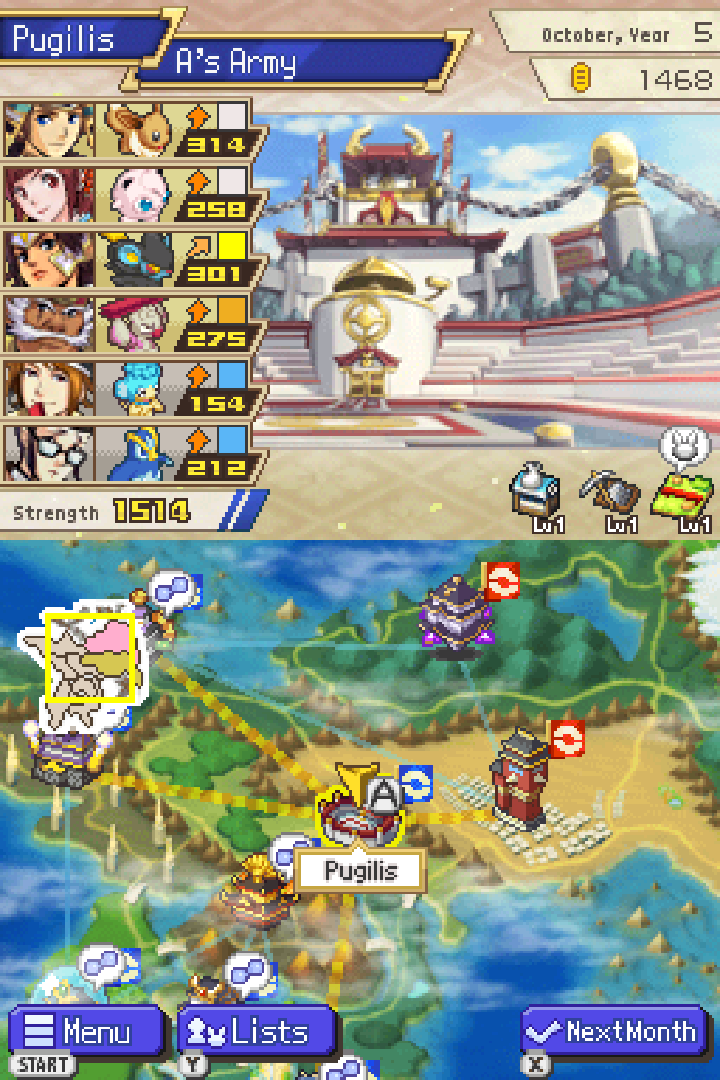 Pugilis
A's Army
October, Year 5
1468
314
258
301
275
154
212
Strength 1514
Lv1
Lv1
Lv1
A
Pugilis
Menu
Lists
NextMonth
START
Y
X